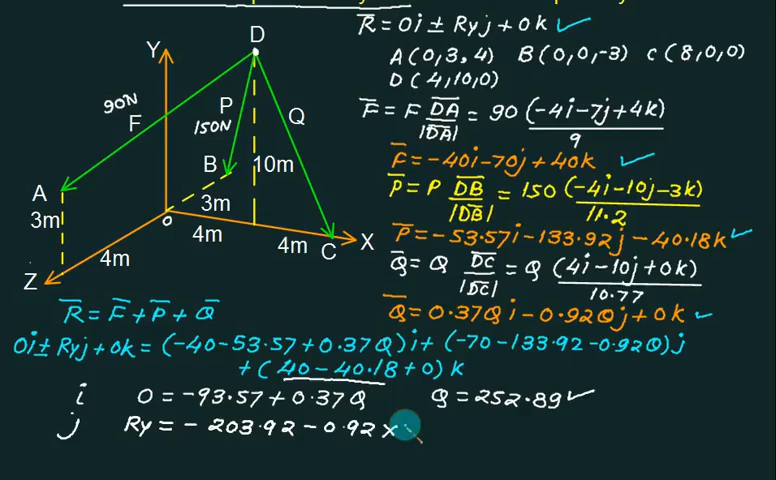 R = 0i ± Ryj + 0k ✓
A(0,3,4) B(0,0,-3) C(8,0,0)
D(4,10,0)
F = F DA/|DA| = 90 (-4i-7j+4k)/9
F = -40i-70j+40k ✓
P = P DB/|DB| = 150 (-4i-10j-3k)/11.2
P = -53.57i-133.92j-40.18k ✓
Q = Q DC/|DC| = Q (4i-10j+0k)/10.77
Q = 0.37Qi-0.92Qj+0k ✓
D
Y
90N
F
P
150N
Q
A
3m
B
10m
3m
0
4m
4m
4m
C
X
Z
R = F + P + Q
0i ± Ryj + 0k = (-40-53.57+0.37Q)i + (-70-133.92-0.92Q)j
+ (40-40.18+0)k
i 0 = -93.57 + 0.37Q Q = 252.89 ✓
j Ry = -203.92 - 0.92 x